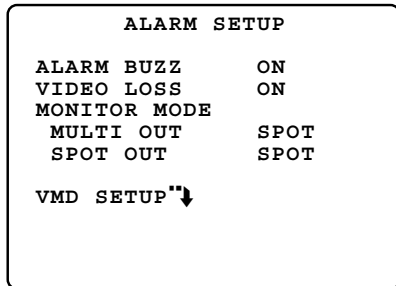 ALARM SETUP
ALARM BUZZ ON
VIDEO LOSS ON
MONITOR MODE
MULTI OUT SPOT
SPOT OUT SPOT
VMD SETUP